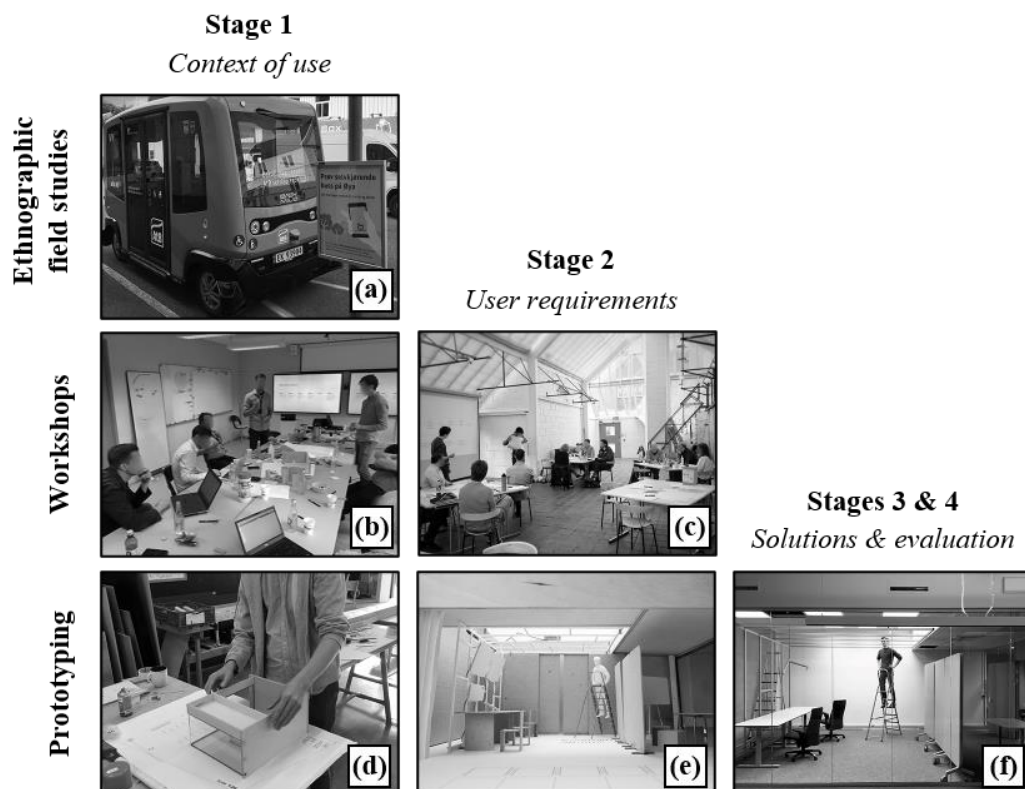 Stage 1
Context of use
Ethnographic
field studies
(a)
Stage 2
User requirements
Workshops
(b)
(c)
Stages 3 & 4
Solutions & evaluation
Prototyping
(d)
(e)
(f)